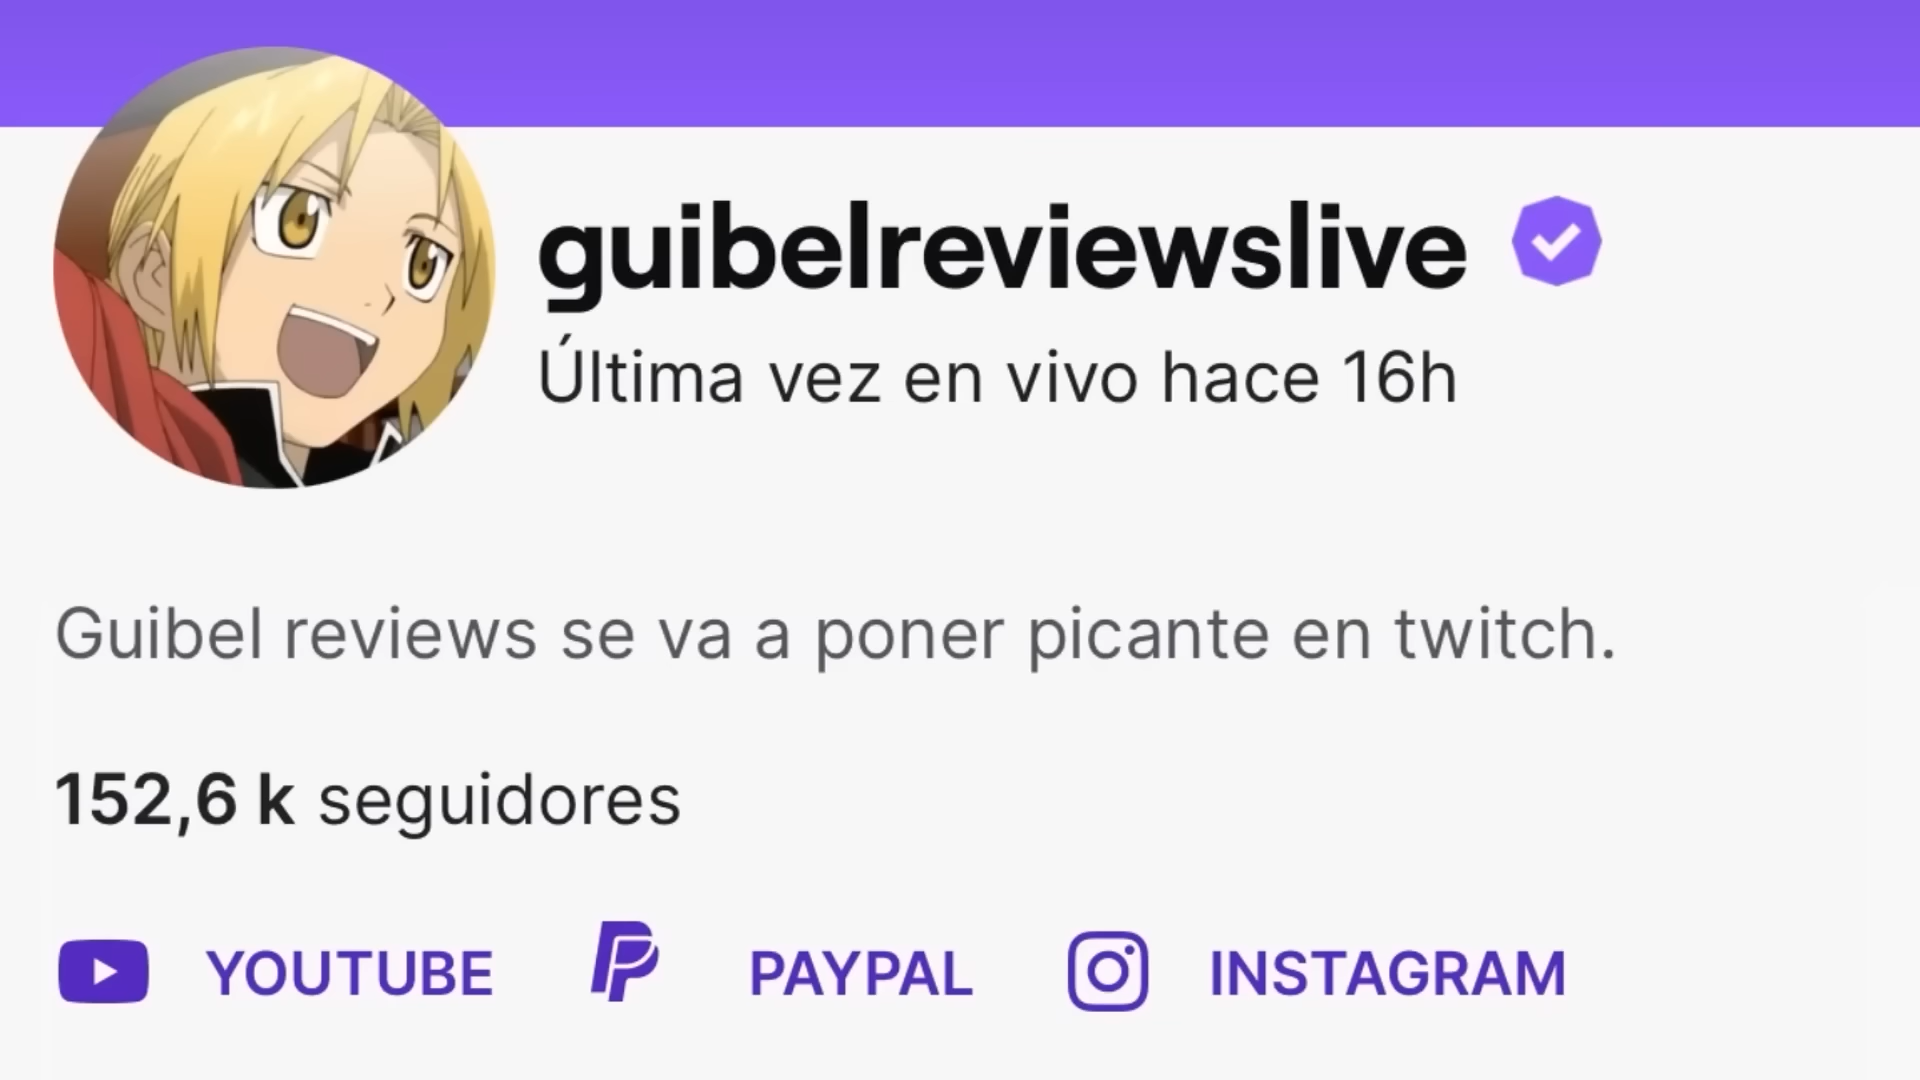 guibelreviewslive
Última vez en vivo hace 16h
Guibel reviews se va a poner picante en twitch.
152,6 k seguidores
YOUTUBE PAYPAL INSTAGRAM